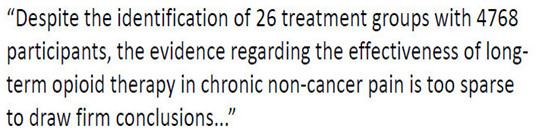 “Despite the identification of 26 treatment groups with 4768
participants, the evidence regarding the effectiveness of long-
term opioid therapy in chronic non-cancer pain is too sparse
to draw firm conclusions...”